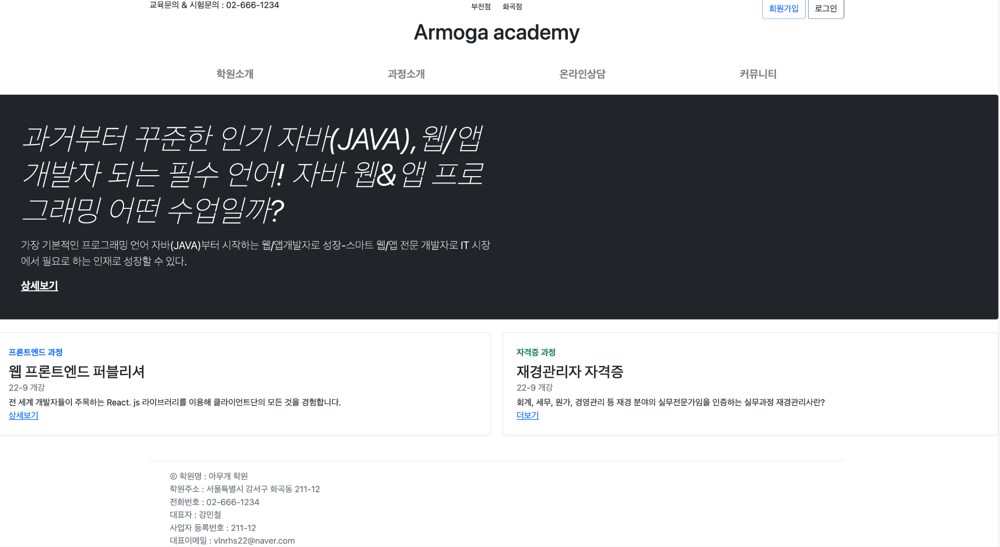 교육문의 & 시험문의 : 02-666-1234
부천점 화곡점
회원가입 로그인
Armoga academy
학원소개 과정소개 온라인상담 커뮤니티
과거부터 꾸준한 인기 자바(JAVA),웹/앱
개발자 되는 필수 언어! 자바 웹&앱 프로
그래밍 어떤 수업일까?
가장 기본적인 프로그래밍 언어 자바(JAVA)부터 시작하는 웹/앱개발자로 성장-스마트 웹/앱 전문 개발자로 IT 시장
에서 필요로 하는 인재로 성장할 수 있다.
상세보기
프론트엔드 과정
웹 프론트엔드 퍼블리셔
22-9 개강
전 세계 개발자들이 주목하는 React. js 라이브러리를 이용해 클라이언트단의 모든 것을 경험합니다.
상세보기
자격증 과정
재경관리자 자격증
22-9 개강
회계, 세무, 원가, 경영관리 등 재경 분야의 실무전문가임을 인증하는 실무과정 재경관리사란?
더보기
© 학원명 : 아무개 학원
학원주소 : 서울특별시 강서구 화곡동 211-12
전화번호 : 02-666-1234
대표자 : 강민철
사업자 등록번호 : 211-12
대표이메일 : vlnrhs22@naver.com